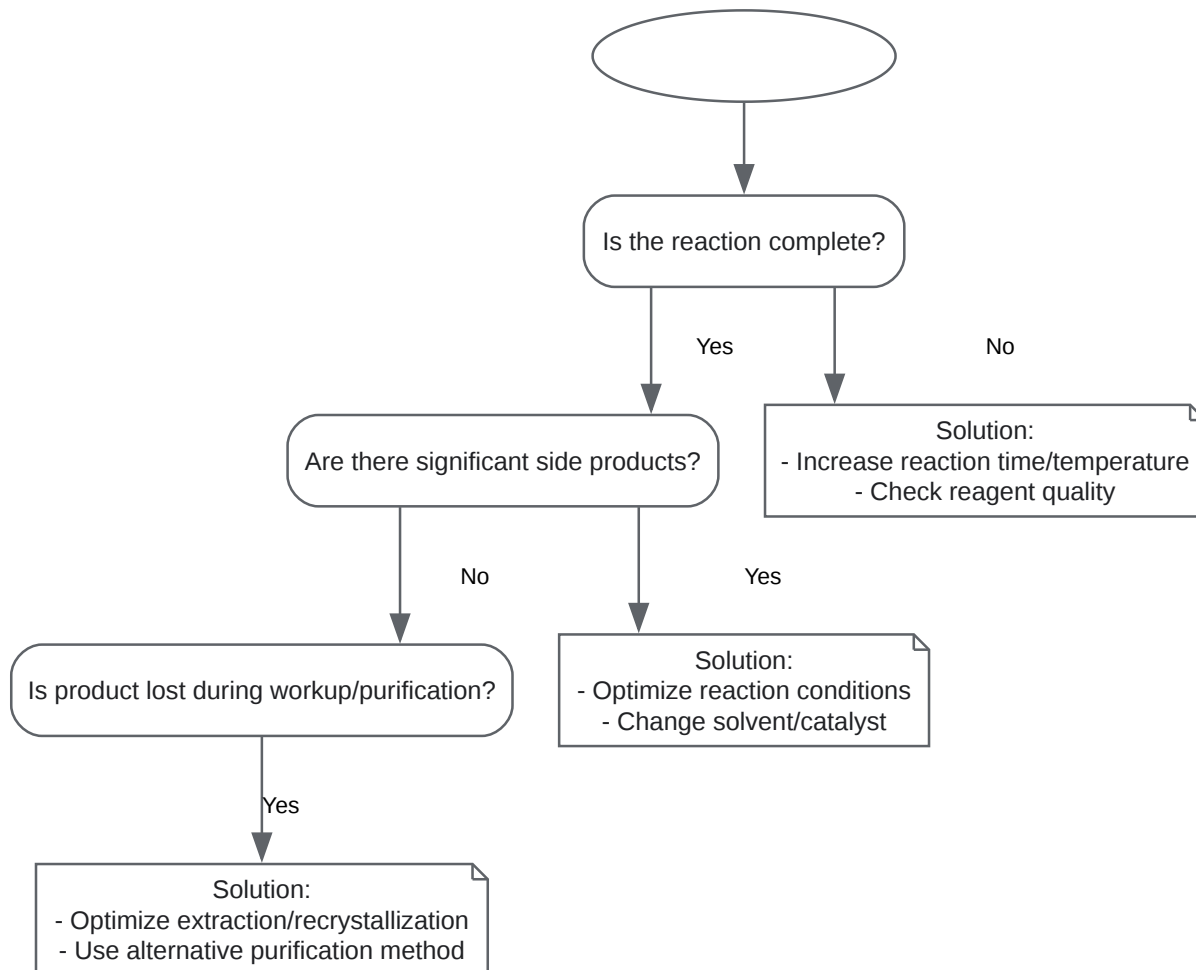 Is the reaction complete?
Yes
No
Solution:
- Increase reaction time/temperature
- Check reagent quality
Are there significant side products?
No
Yes
Solution:
- Optimize reaction conditions
- Change solvent/catalyst
Is product lost during workup/purification?
Yes
Solution:
- Optimize extraction/recrystallization
- Use alternative purification method